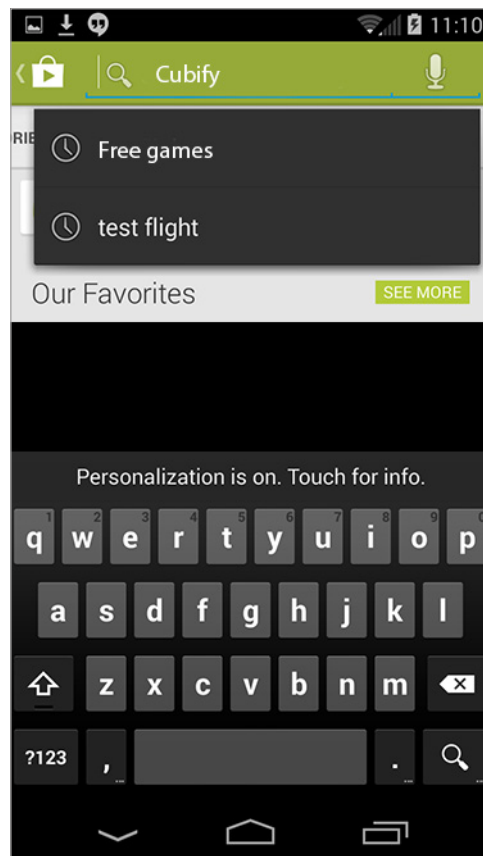 11:10
Cubify
RIE
Free games
test flight
Our Favorites
SEE MORE
Personalization is on. Touch for info.
1 2 3 4 5 6 7 8 9 0
q w e r t y u i o p
a s d f g h j k l
z x c v b n m
?123 , . ...